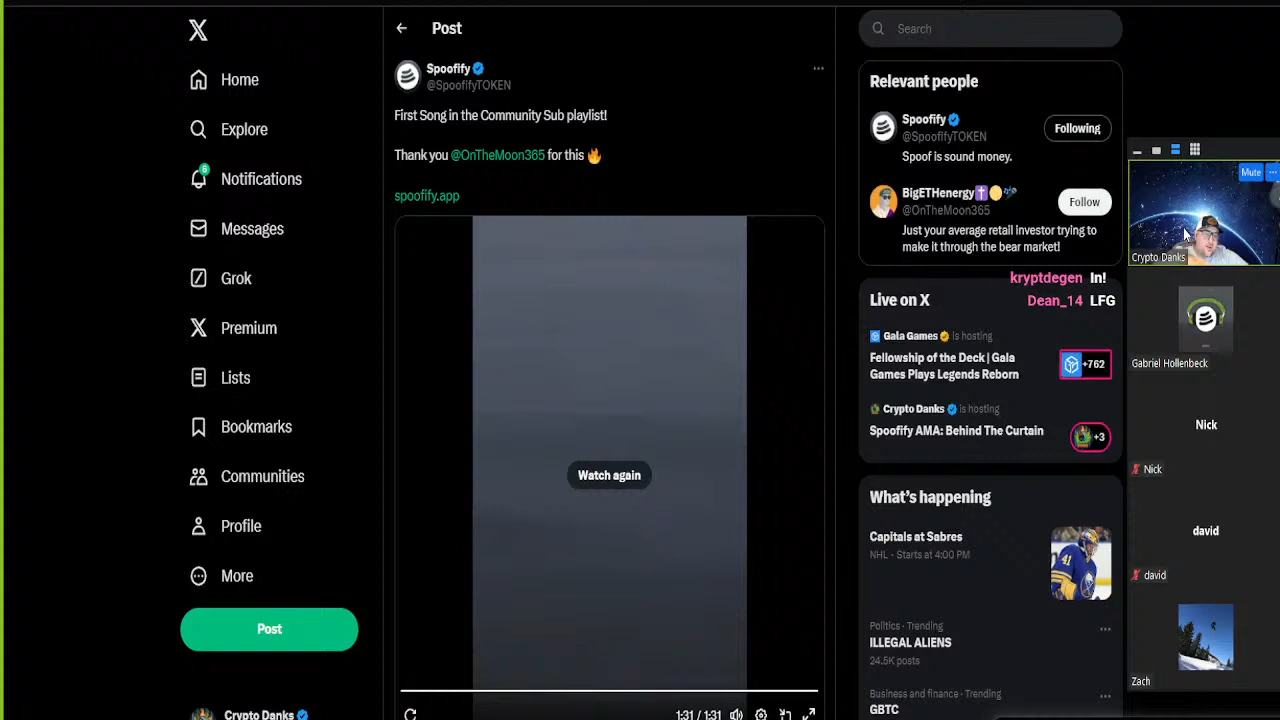 Home
Explore
6
Notifications
Messages
Grok
Premium
Lists
Bookmarks
Communities
Profile
More
Post
Crypto Danks
Post
Spoofify
@SpoofifyTOKEN
First Song in the Community Sub playlist!
Thank you @OnTheMoon365 for this 🔥
spoofify.app
Watch again
1:31 / 1:31
Search
Relevant people
Spoofify
@SpoofifyTOKEN
Following
Spoof is sound money.
BigETHenergy
@OnTheMoon365
Follow
Just your average retail investor trying to
make it through the bear market!
kryptdegen In!
Dean_14 LFG
Live on X
Gala Games is hosting
Fellowship of the Deck | Gala
Games Plays Legends Reborn
+762
Crypto Danks is hosting
Spoofify AMA: Behind The Curtain
+3
What's happening
Capitals at Sabres
NHL · Starts at 4:00 PM
41
Politics · Trending
ILLEGAL ALIENS
24.5K posts
Business and finance · Trending
GBTC
Mute
Crypto Danks
Gabriel Hollenbeck
Nick
Nick
david
david
Zach